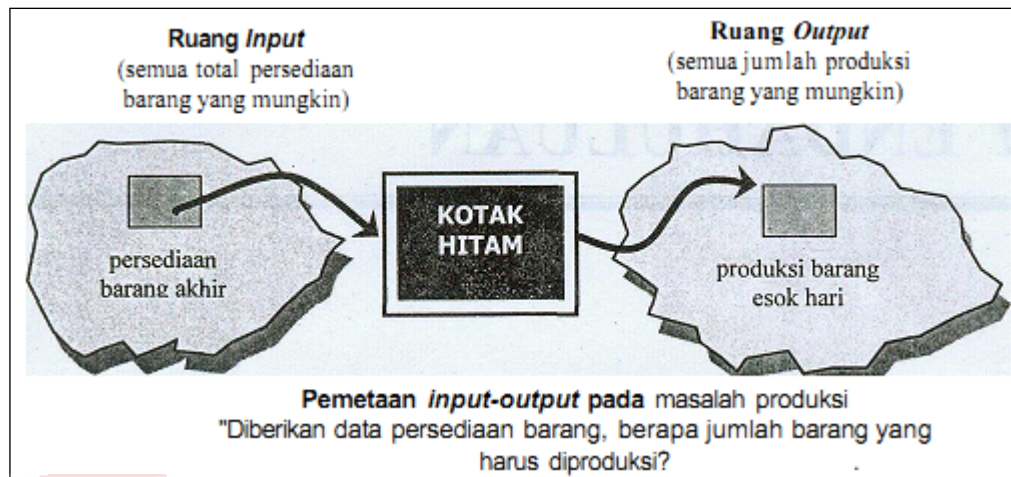 Ruang Input
(semua total persediaan
barang yang mungkin)
Ruang Output
(semua jumlah produksi
barang yang mungkin)
KOTAK
HITAM
persediaan
barang akhir
produksi barang
esok hari
Pemetaan input-output pada masalah produksi
"Diberikan data persediaan barang, berapa jumlah barang yang
harus diproduksi?